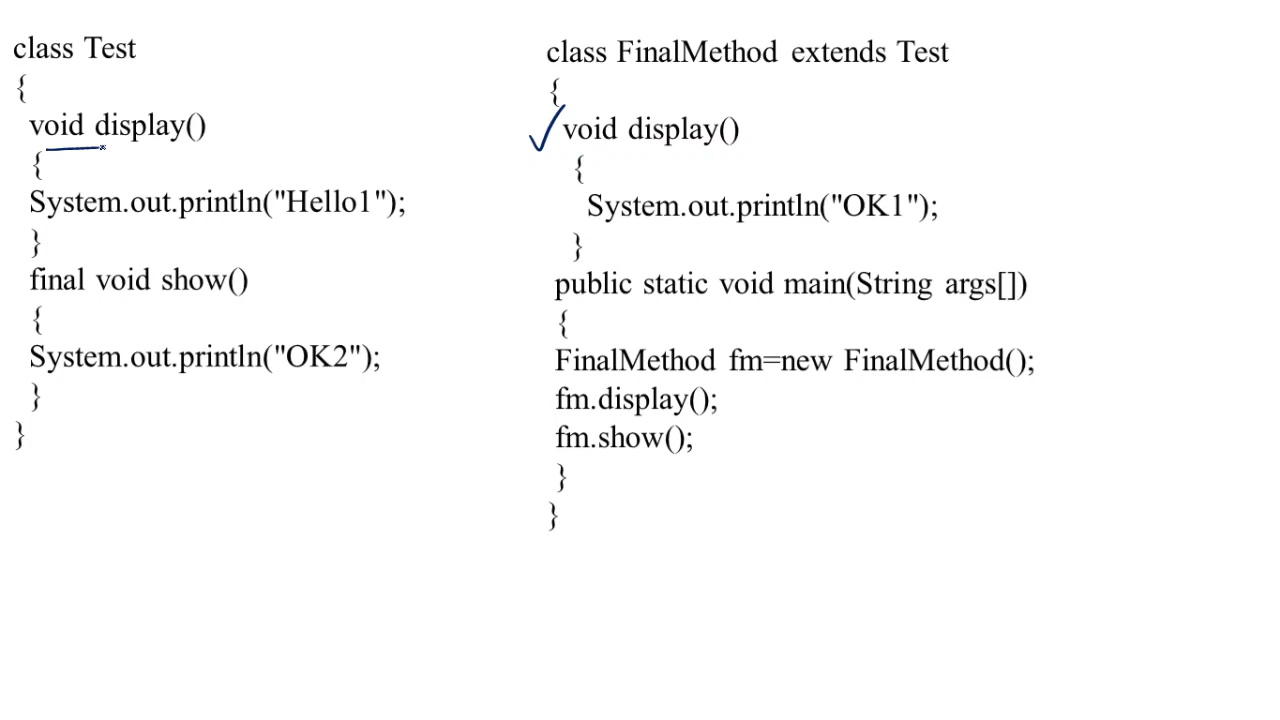 class Test
{
void display()
{
System.out.println("Hello1");
}
final void show()
{
System.out.println("OK2");
}
}
class FinalMethod extends Test
{
void display()
{
System.out.println("OK1");
}
public static void main(String args[])
{
FinalMethod fm=new FinalMethod();
fm.display();
fm.show();
}
}